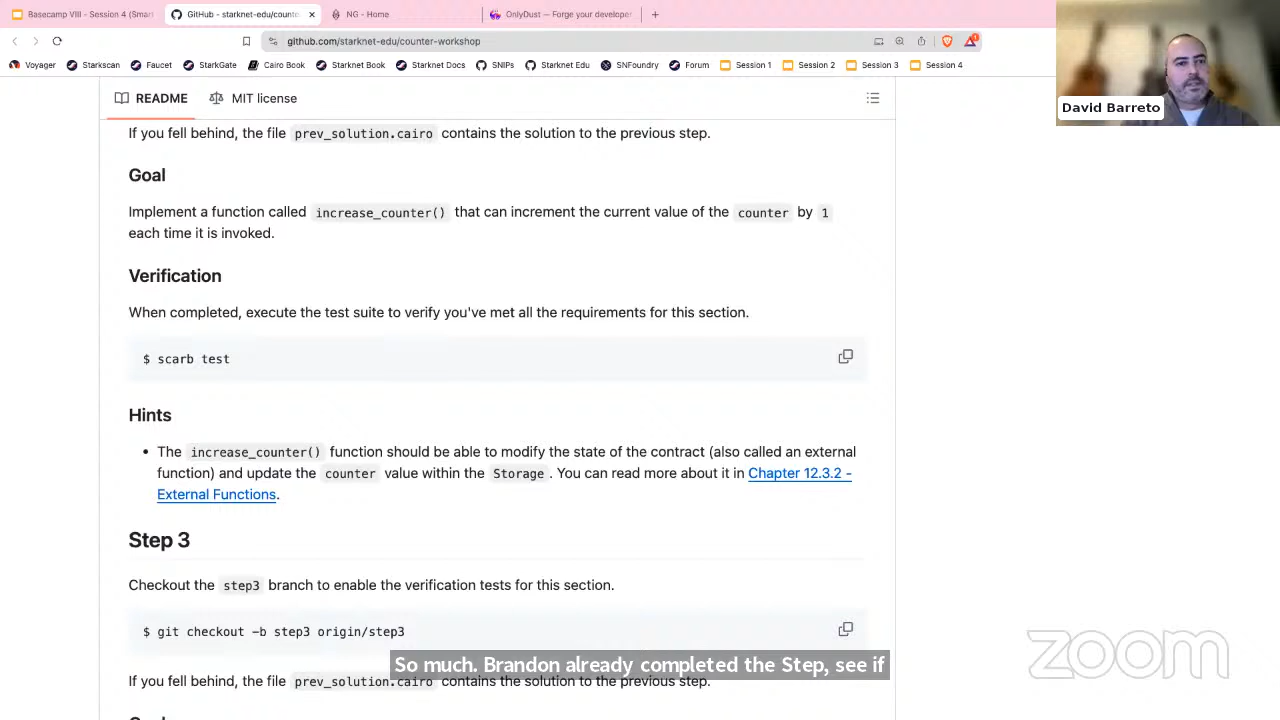 Basecamp VIII - Session 4 (Smar
GitHub - starknet-edu/counte
NG - Home
OnlyDust — Forge your developer
github.com/starknet-edu/counter-workshop
Voyager
Starkscan
Faucet
StarkGate
Cairo Book
Starknet Book
Starknet Docs
SNIPs
Starknet Edu
SNFoundry
Forum
Session 1
Session 2
Session 3
Session 4
David Barreto
README
MIT license
If you fell behind, the file prev_solution.cairo contains the solution to the previous step.
Goal
Implement a function called increase_counter() that can increment the current value of the counter by 1
each time it is invoked.
Verification
When completed, execute the test suite to verify you've met all the requirements for this section.
$ scarb test
Hints
• The increase_counter() function should be able to modify the state of the contract (also called an external
function) and update the counter value within the Storage. You can read more about it in Chapter 12.3.2 -
External Functions.
Step 3
Checkout the step3 branch to enable the verification tests for this section.
$ git checkout -b step3 origin/step3
So much. Brandon already completed the Step, see if
If you fell behind, the file prev_solution.cairo contains the solution to the previous step.
zoom